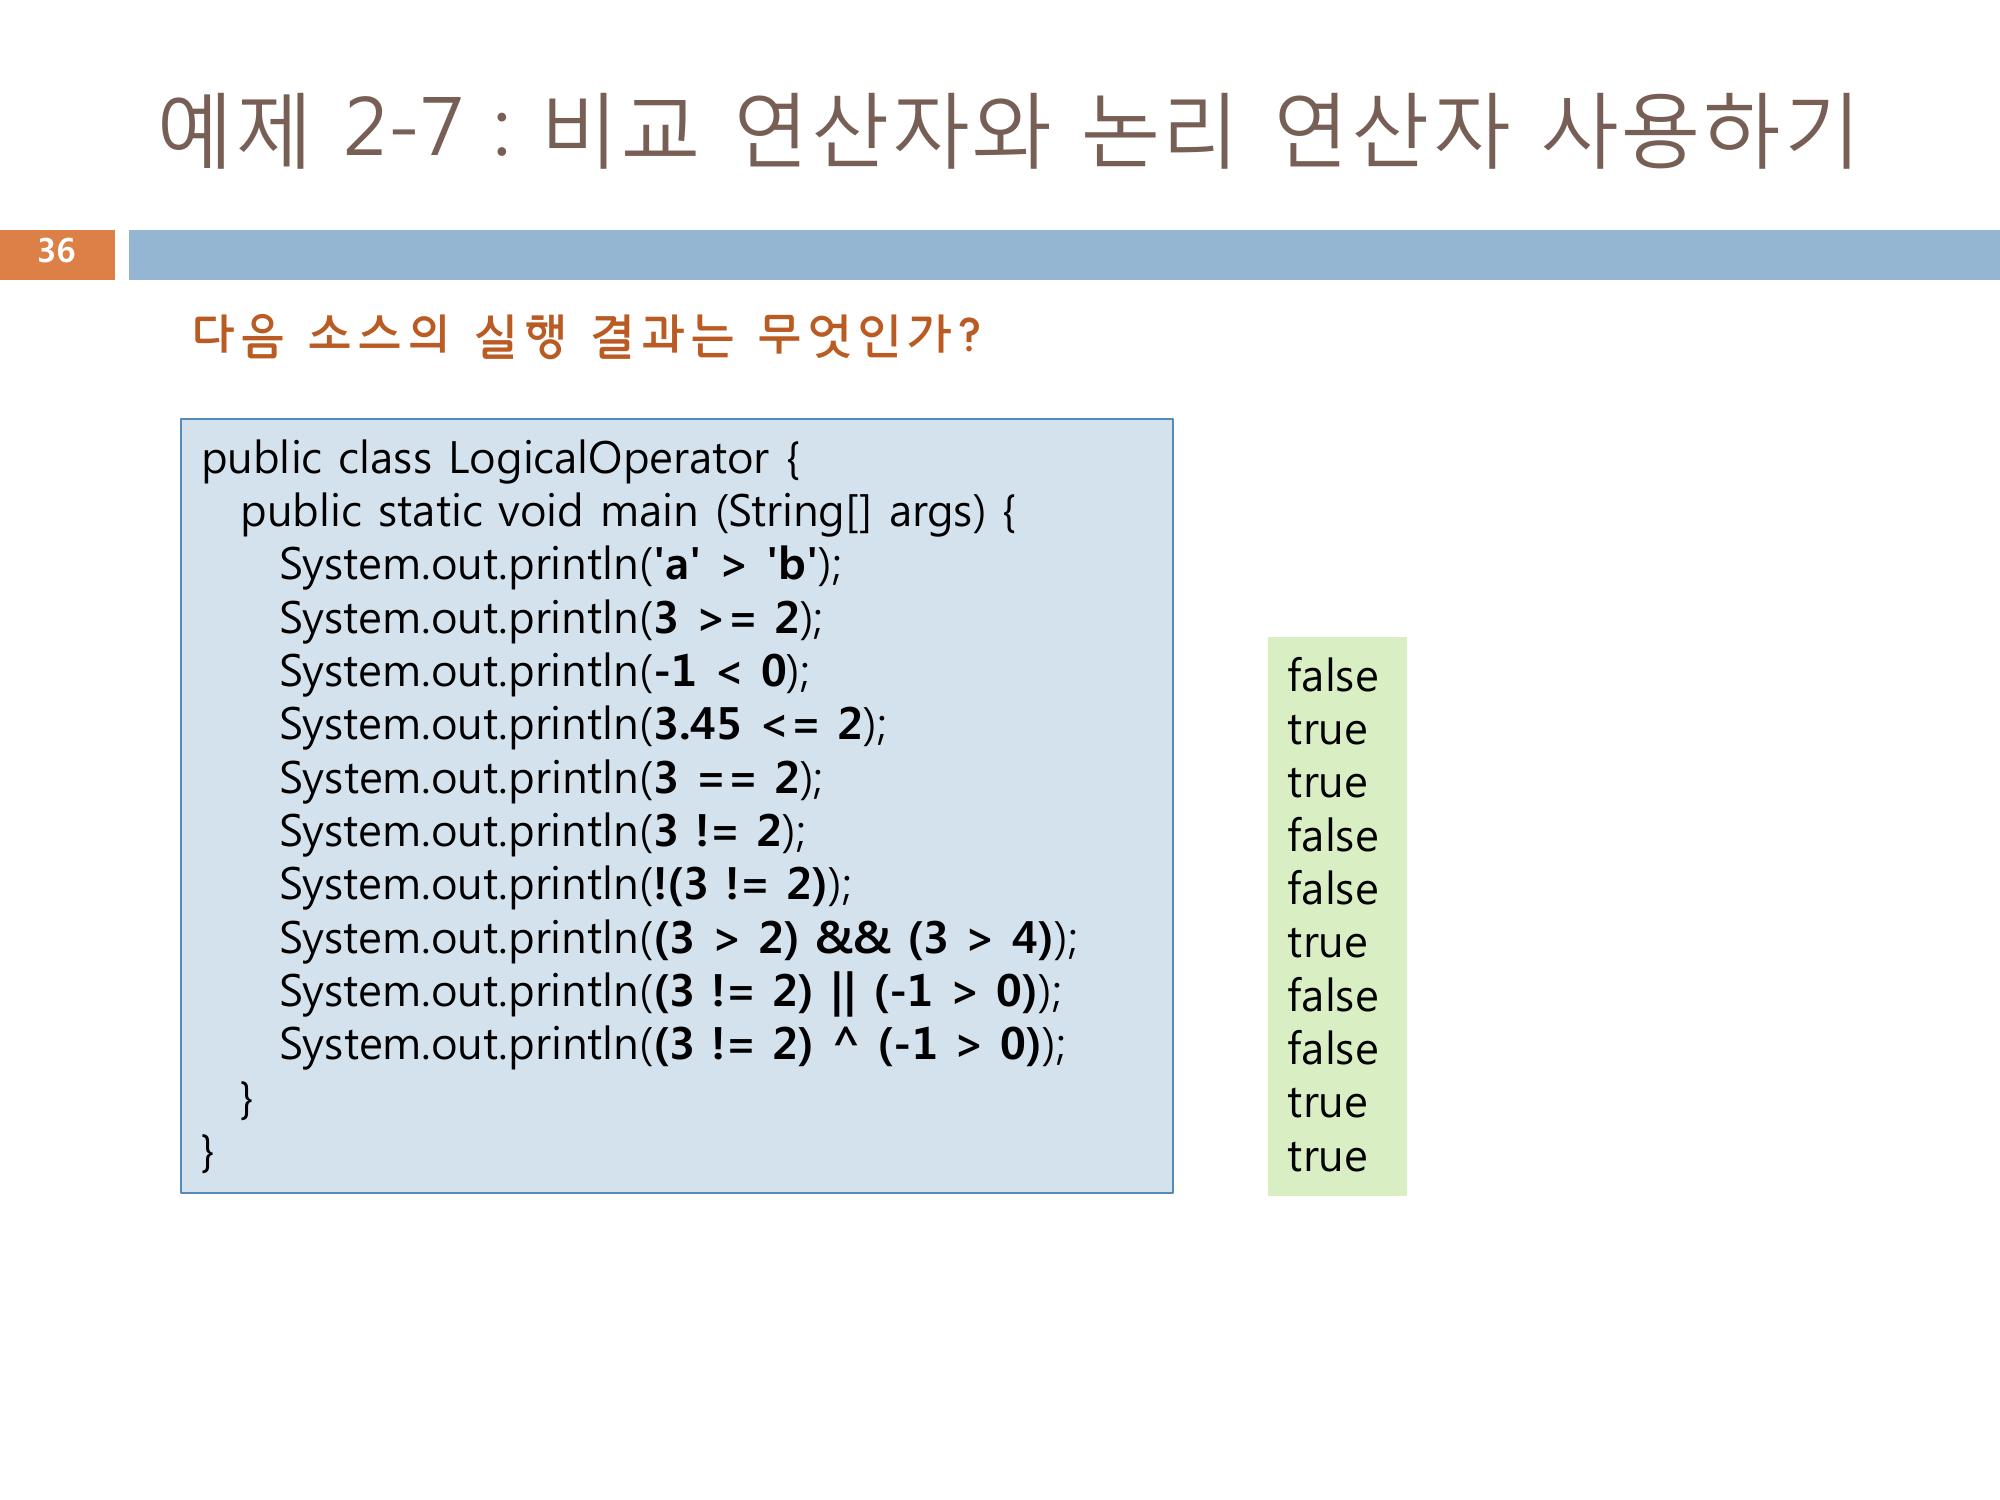 예제 2-7 : 비교 연산자와 논리 연산자 사용하기
36
다음 소스의 실행 결과는 무엇인가?
public class LogicalOperator {
public static void main (String[] args) {
System.out.println('a' > 'b');
System.out.println(3 >= 2);
System.out.println(-1 < 0);
System.out.println(3.45 <= 2);
System.out.println(3 == 2);
System.out.println(3 != 2);
System.out.println(!(3 != 2));
System.out.println((3 > 2) && (3 > 4));
System.out.println((3 != 2) || (-1 > 0));
System.out.println((3 != 2) ^ (-1 > 0));
}
}
false
true
true
false
false
true
false
false
true
true